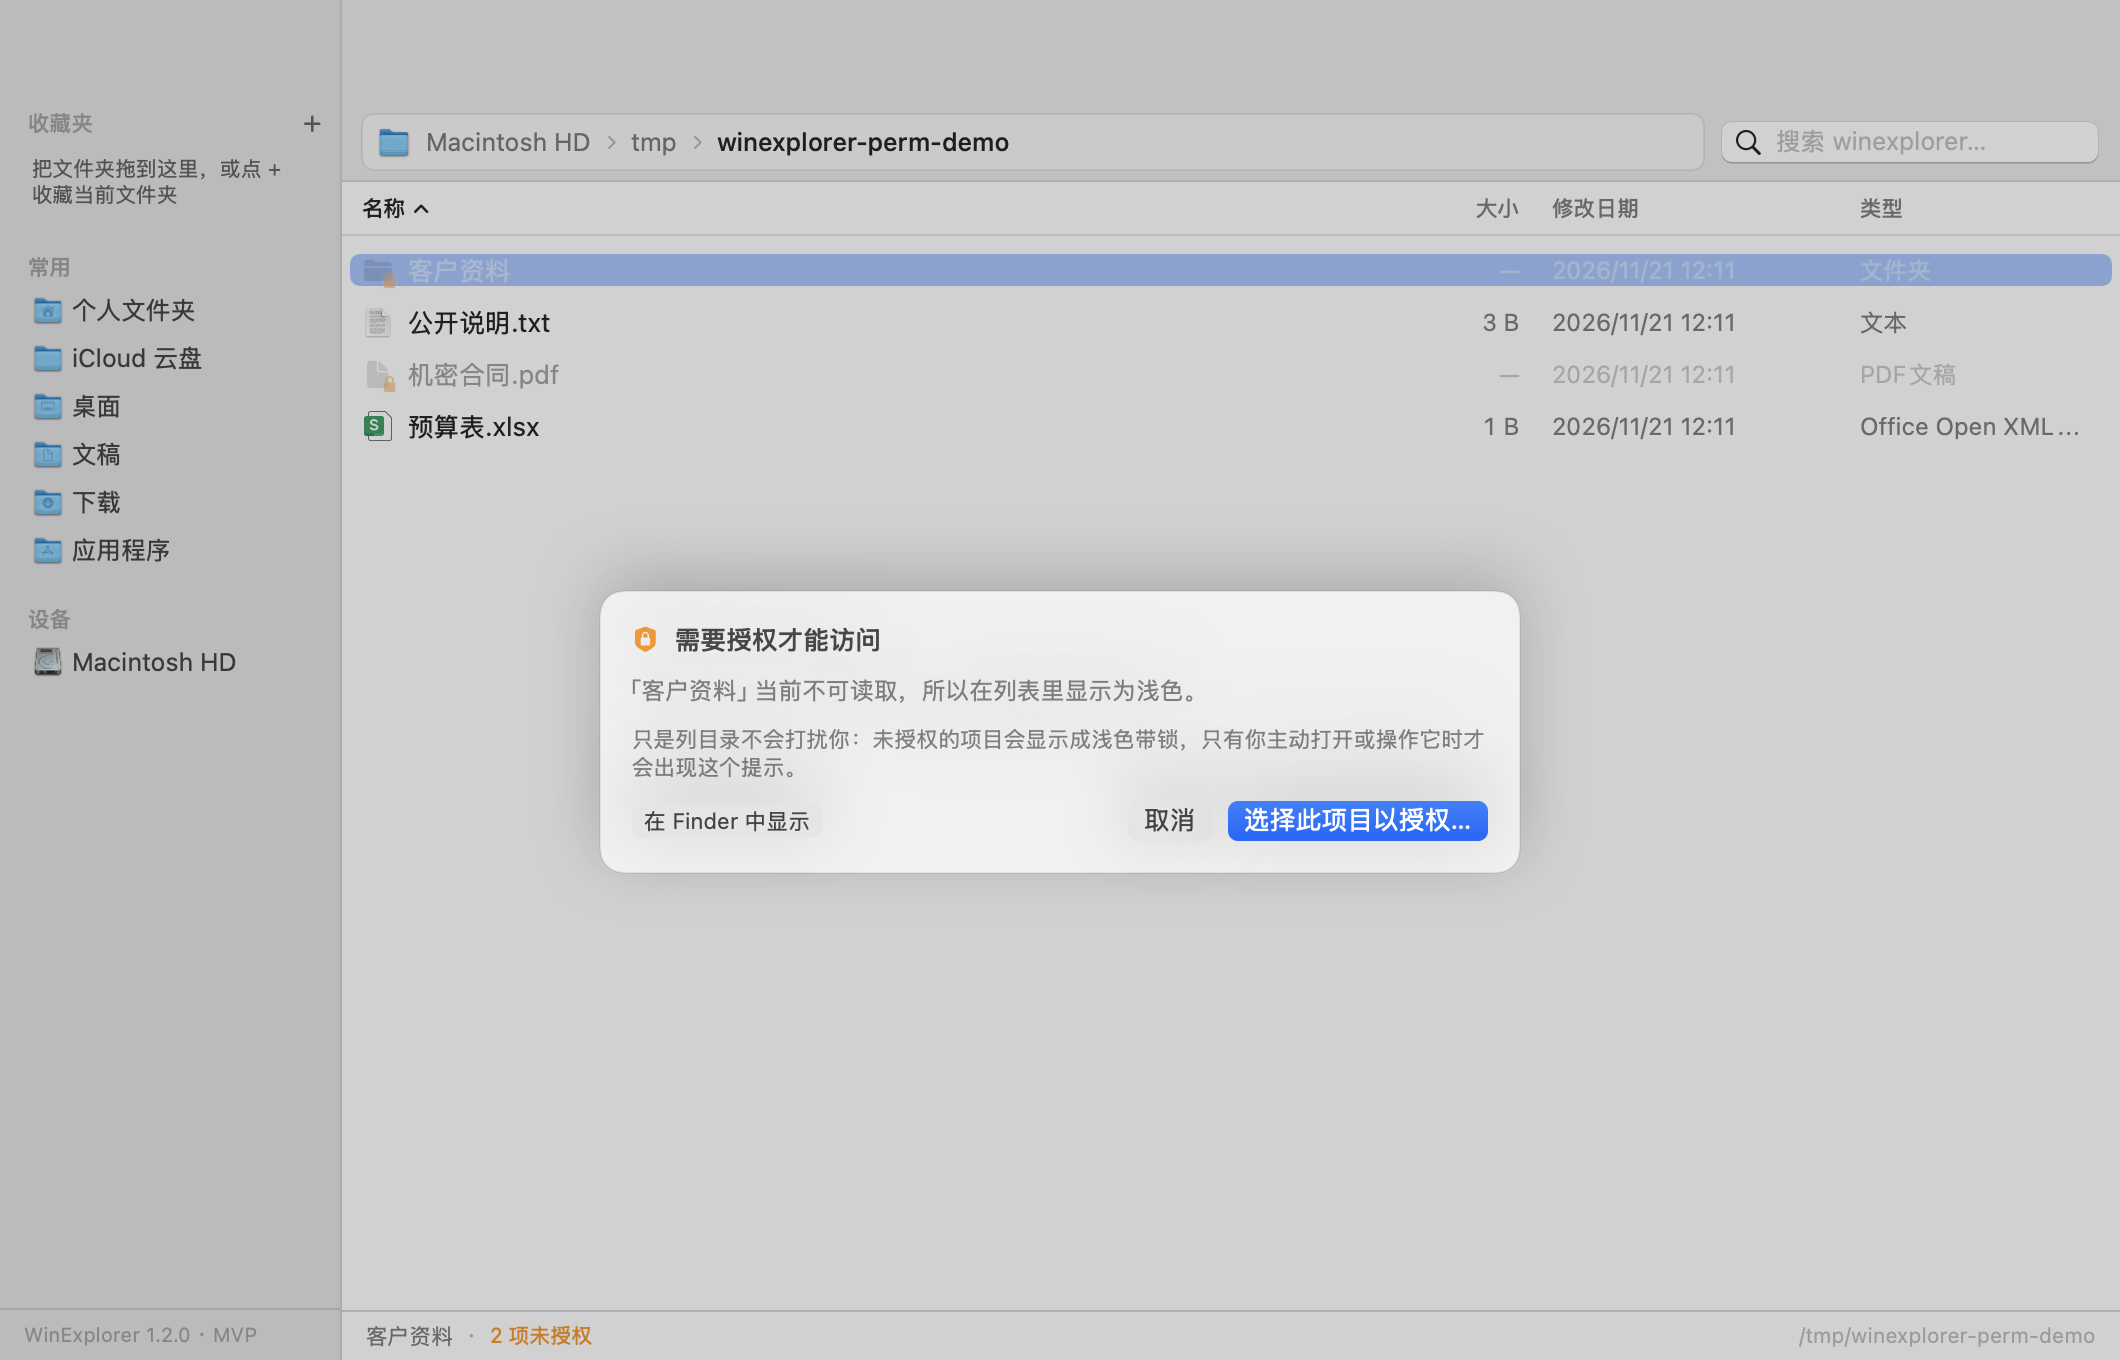 收藏夹
+
把文件夹拖到这里，或点 +
收藏当前文件夹
常用
个人文件夹
iCloud 云盘
桌面
文稿
下载
应用程序
设备
Macintosh HD
WinExplorer 1.2.0 · MVP
Macintosh HD › tmp › winexplorer-perm-demo
搜索 winexplorer...
名称 大小 修改日期 类型
客户资料 — 2026/11/21 12:11 文件夹
公开说明.txt 3 B 2026/11/21 12:11 文本
机密合同.pdf — 2026/11/21 12:11 PDF文稿
S 预算表.xlsx 1 B 2026/11/21 12:11 Office Open XML...
需要授权才能访问
「客户资料」当前不可读取，所以在列表里显示为浅色。
只是列目录不会打扰你：未授权的项目会显示成浅色带锁，只有你主动打开或操作它时才
会出现这个提示。
在 Finder 中显示 取消 选择此项目以授权...
客户资料 · 2 项未授权 /tmp/winexplorer-perm-demo